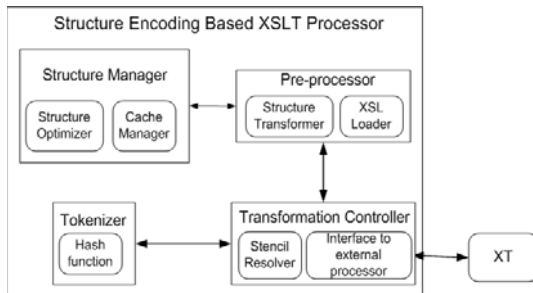 Structure Encoding Based XSLT Processor
Structure Manager
Structure
Optimizer
Cache
Manager
Pre-processor
Structure
Transformer
XSL
Loader
Tokenizer
Hash
function
Transformation Controller
Stencil
Resolver
Interface to
external
processor
XT